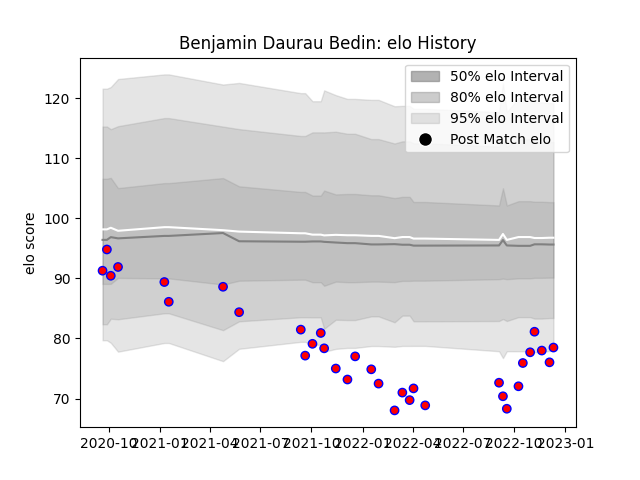 Benjamin Daurau Bedin: elo History
50% elo Interval
80% elo Interval
95% elo Interval
Post Match elo
elo score
120
110
100
90
80
70
2020-10
2021-01
2021-04
2021-07
2021-10
2022-01
2022-04
2022-07
2022-10
2023-01